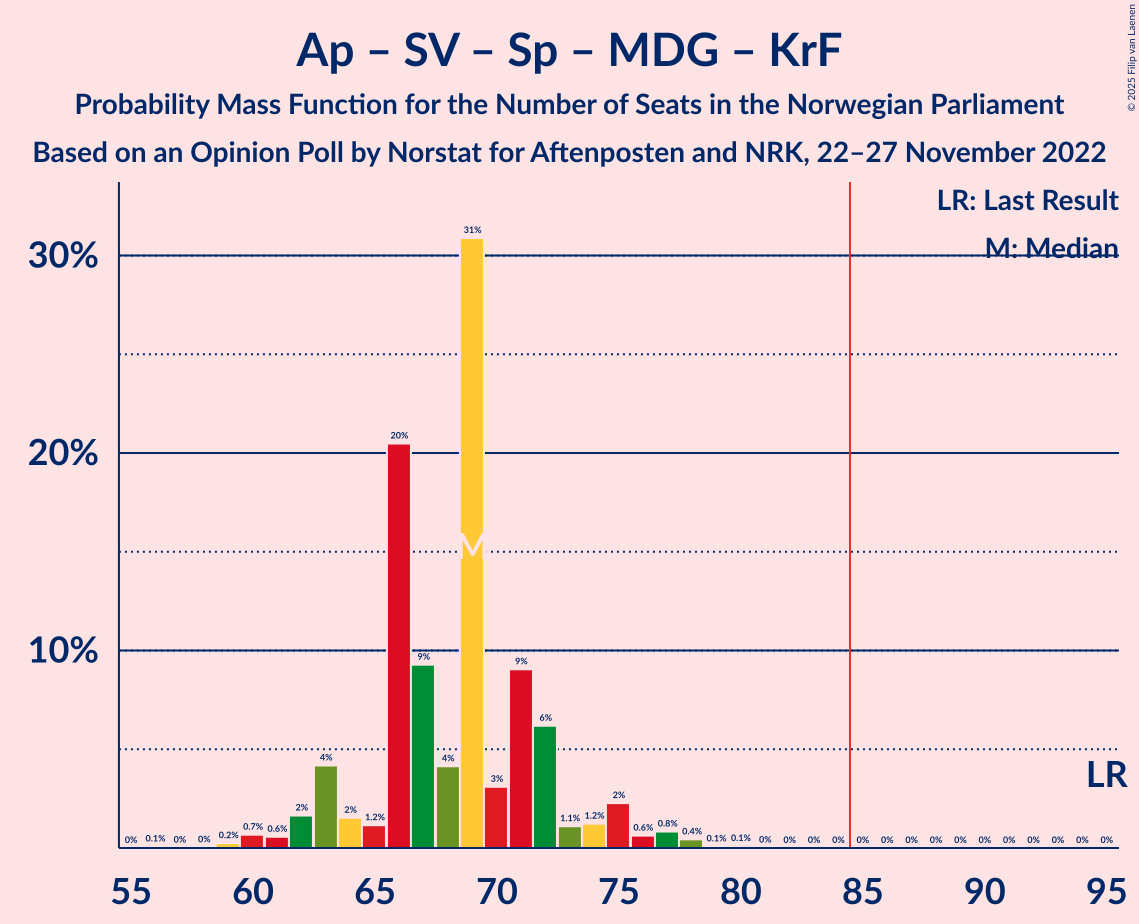 Ap – SV – Sp – MDG – KrF
Probability Mass Function for the Number of Seats in the Norwegian Parliament
Based on an Opinion Poll by Norstat for Aftenposten and NRK, 22–27 November 2022
© 2025 Filip van Laenen
LR: Last Result
M: Median
30%
20%
10%
0% 0.1% 0% 0% 0.2% 0.7% 0.6% 2% 4% 2% 1.2% 20% 9% 4% 31% 3% 9% 6% 1.1% 1.2% 2% 0.6% 0.8% 0.4% 0.1% 0.1% 0% 0% 0% 0% 0% 0% 0% 0% 0% 0% 0% 0% 0% 0% 0%
M
LR
55 60 65 70 75 80 85 90 95